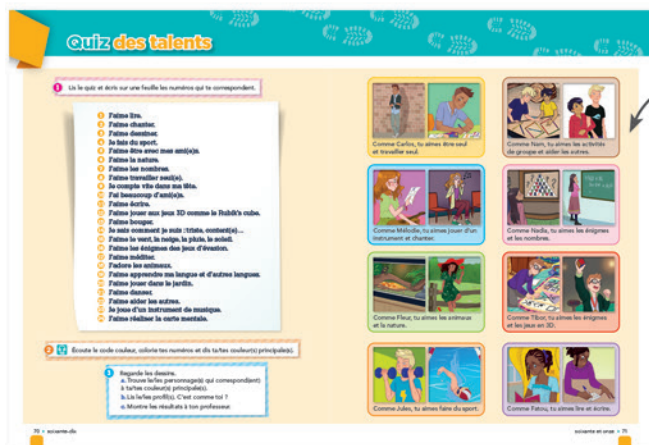 Quiz des talents
1 Lis le quiz et écris sur une feuille les numéros qui te correspondent.
J'aime lire.
J'aime chanter.
J'aime dessiner.
Je fais du sport.
J'aime être avec mes ami(e)s.
J'aime la nature.
J'aime les nombres.
J'aime travailler seul(e).
Je compte vite dans ma tête.
J'ai beaucoup d'ami(e)s.
J'aime écrire.
J'aime jouer aux jeux 3D comme le Rubik's cube.
J'aime bouger.
Je sais comment je suis : triste, content(e)...
J'aime le vent, la neige, la pluie, le soleil.
J'aime les énigmes des jeux d'évasion.
J'aime méditer.
J'adore les animaux.
J'aime apprendre ma langue et d'autres langues.
J'aime jouer dans le jardin.
J'aime danser.
J'aime aider les autres.
Je joue d'un instrument de musique.
J'aime réaliser la carte mentale.
2 Écoute le code couleur, colorie tes numéros et dis ta/tes couleur(s) principale(s).
3 Regarde les dessins.
a. Trouve le/les personnage(s) qui correspond(ent)
à ta/tes couleur(s) principale(s).
b. Lis le/les profil(s). C'est comme toi ?
c. Montre les résultats à ton professeur.
70 • soixante-dix
Comme Carlos, tu aimes être seul
et travailler seul.
Comme Nam, tu aimes les activités
de groupe et aider les autres.
Comme Mélodie, tu aimes jouer d'un
instrument et chanter.
Comme Nadia, tu aimes les énigmes
et les nombres.
Comme Fleur, tu aimes les animaux
et la nature.
Comme Tibor, tu aimes les énigmes
et les jeux en 3D.
Comme Jules, tu aimes faire du sport.
Comme Fatou, tu aimes lire et écrire.
soixante et onze • 71